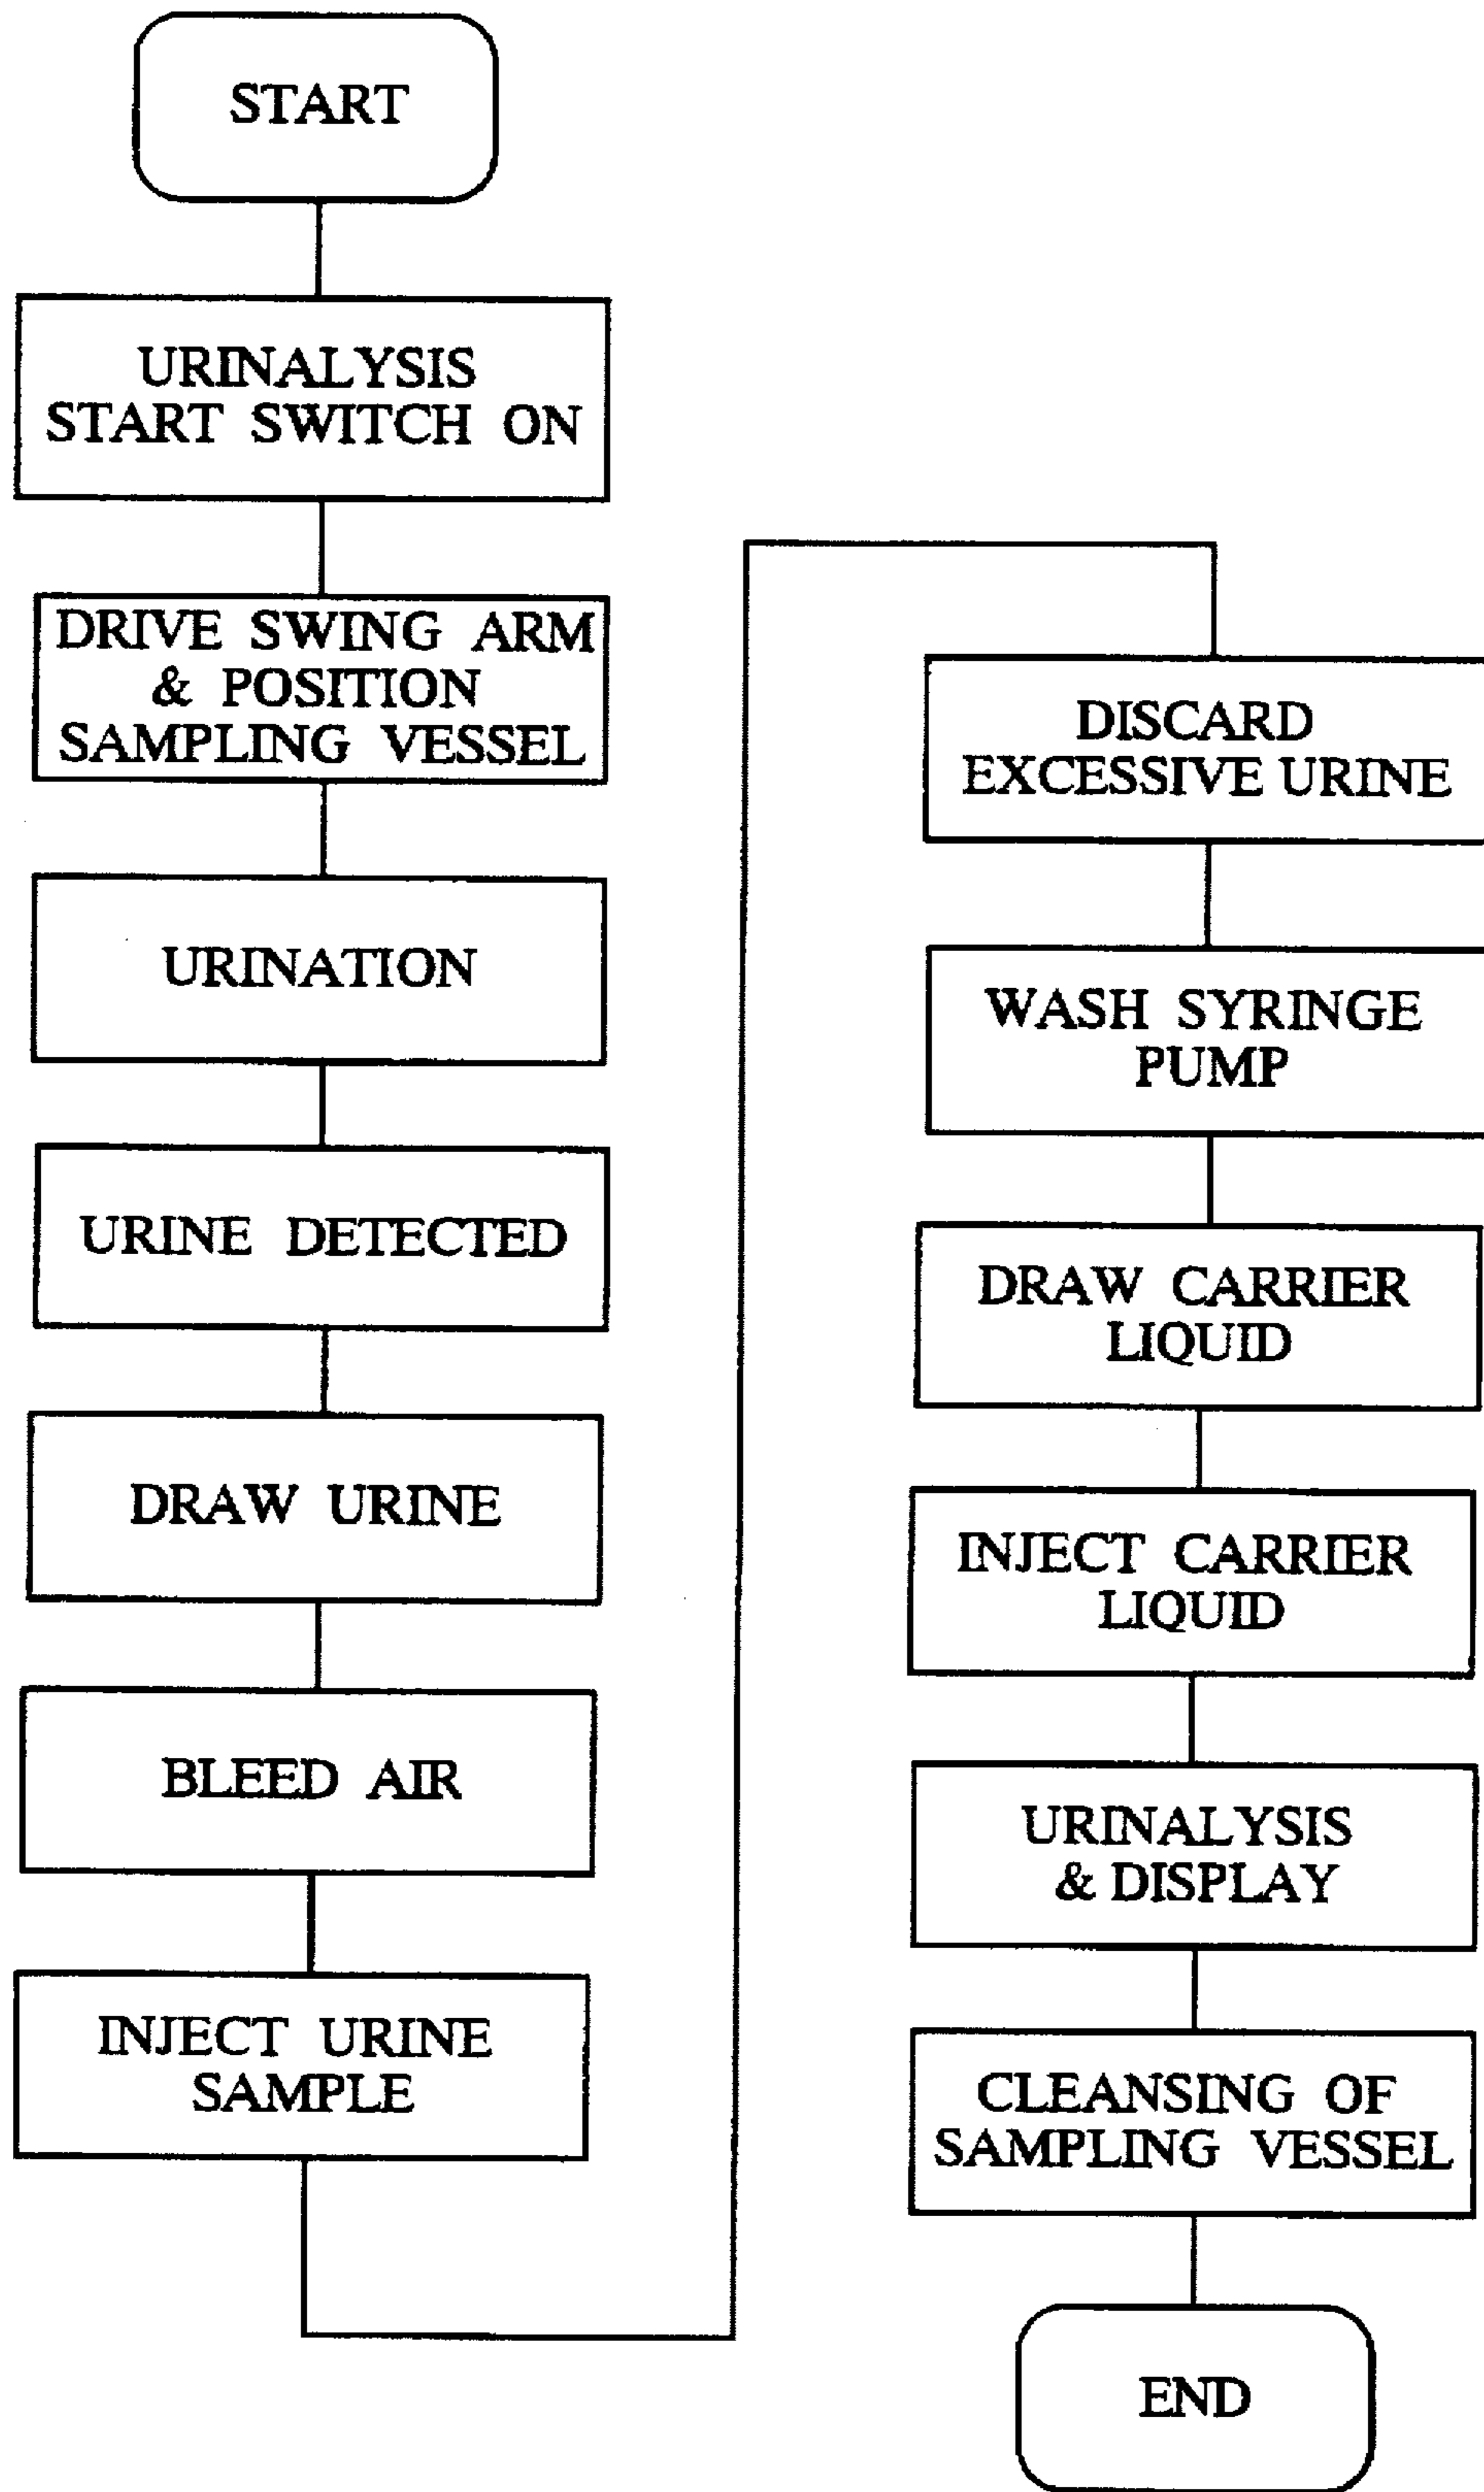 START
URINALYSIS
START SWITCH ON
DRIVE SWING ARM
& POSITION
SAMPLING VESSEL
URINATION
URINE DETECTED
DRAW URINE
BLEED AIR
INJECT URINE
SAMPLE
DISCARD
EXCESSIVE URINE
WASH SYRINGE
PUMP
DRAW CARRIER
LIQUID
INJECT CARRIER
LIQUID
URINALYSIS
& DISPLAY
CLEANSING OF
SAMPLING VESSEL
END